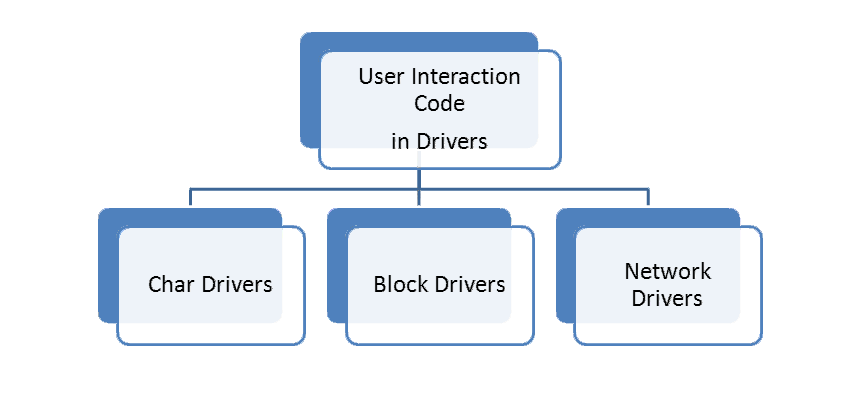 User Interaction
Code
in Drivers
Char Drivers
Block Drivers
Network
Drivers